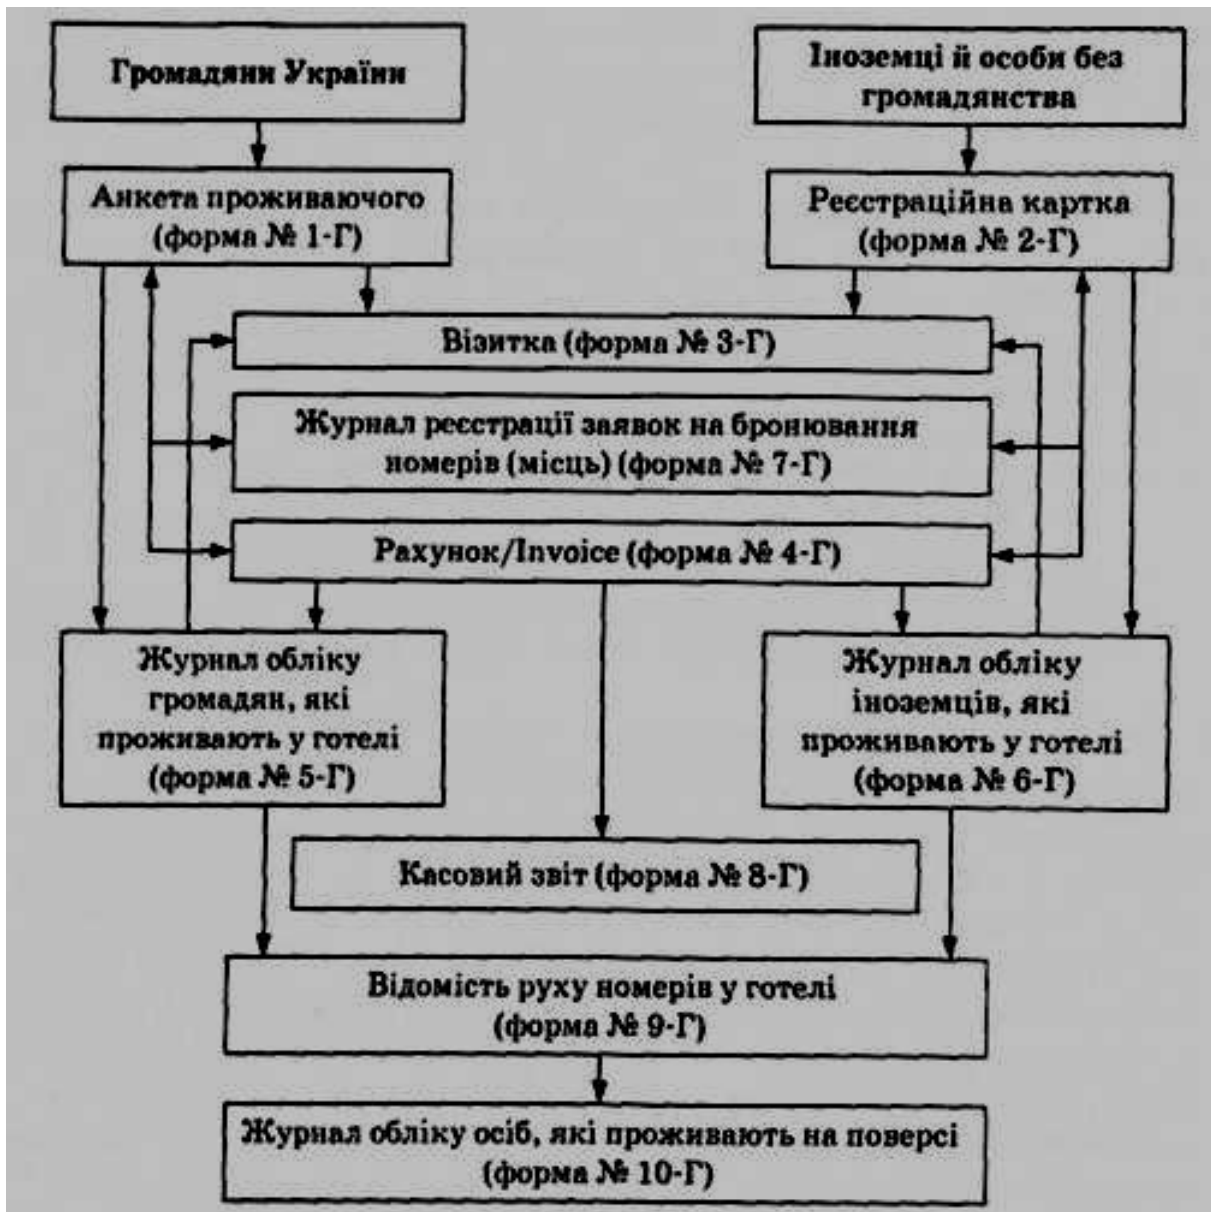 Громадяни України
Іноземці й особи без
громадянства
Анкета проживаючого
(форма № 1-Г)
Реєстраційна картка
(форма № 2-Г)
Візитка (форма № 3-Г)
Журнал реєстрації заявок на бронювання
номерів (місць) (форма № 7-Г)
Рахунок/Invoice (форма № 4-Г)
Журнал обліку
громадян, які
проживають у готелі
(форма № 5-Г)
Журнал обліку
іноземців, які
проживають у готелі
(форма № 6-Г)
Касовий звіт (форма № 8-Г)
Відомість руху номерів у готелі
(форма № 9-Г)
Журнал обліку осіб, які проживають на поверсі
(форма № 10-Г)